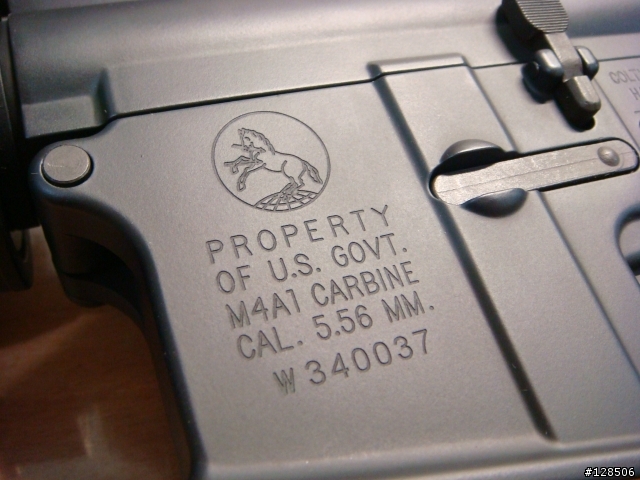 PROPERTY
OF U.S. GOVT.
M4A1 CARBINE
CAL. 5.56 MM.
W 340037
#128506